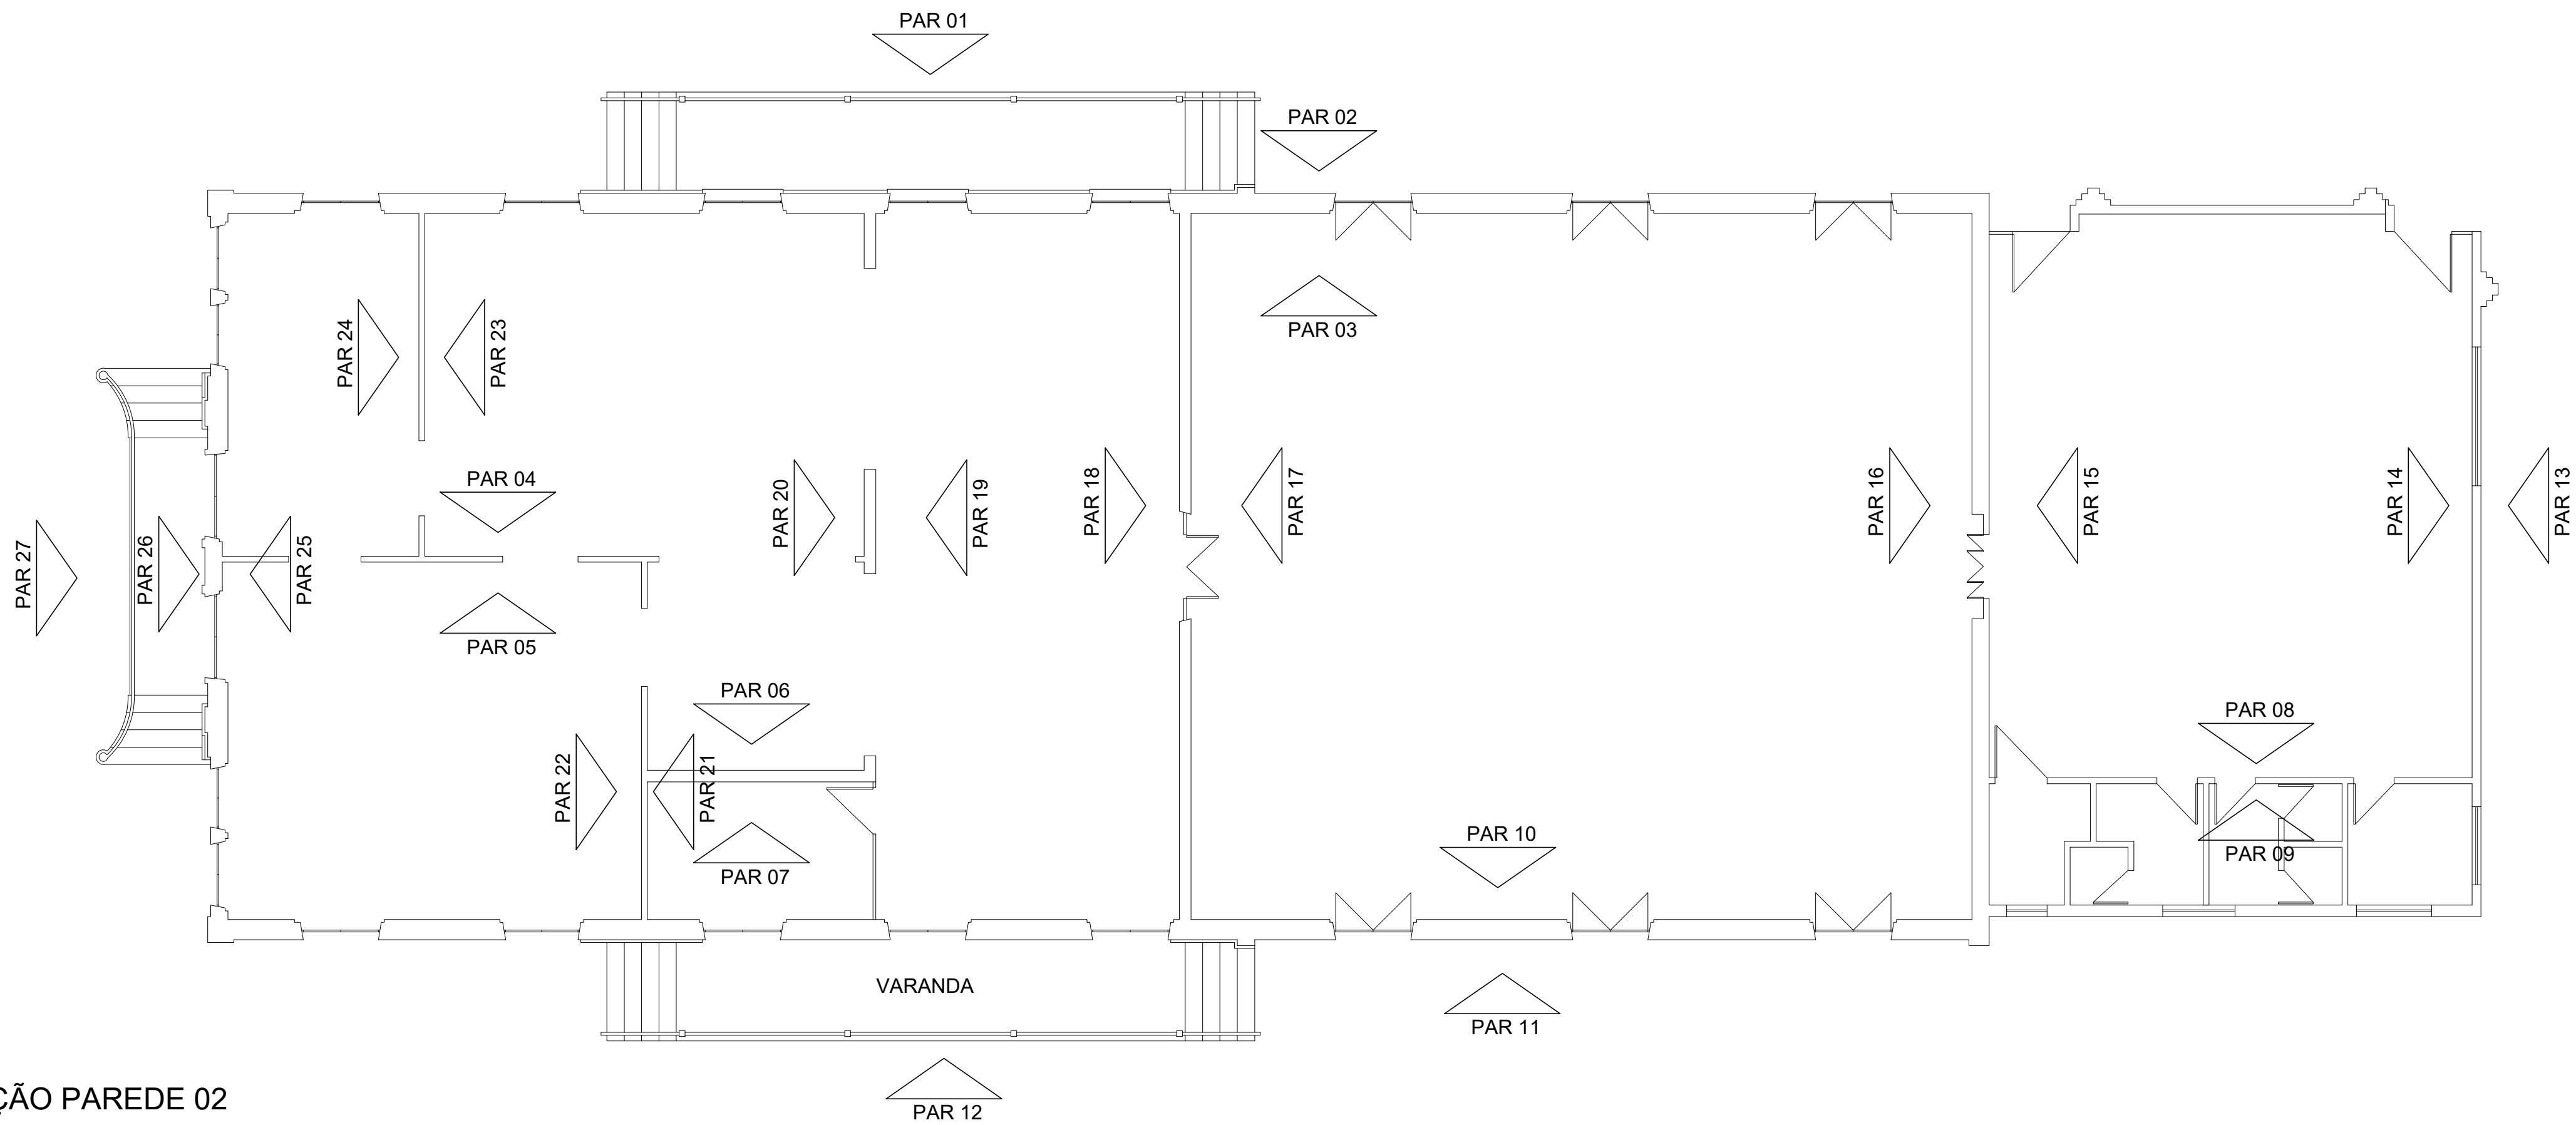 PAR 01
PAR 02
PAR 03
PAR 24
PAR 23
PAR 04
PAR 20
PAR 19
PAR 18
PAR 17
PAR 16
PAR 15
PAR 14
PAR 13
PAR 27
PAR 26
PAR 25
PAR 05
PAR 06
PAR 08
PAR 22
PAR 21
PAR 10
PAR 09
PAR 07
VARANDA
PAR 11
ÇÃO PAREDE 02
PAR 12